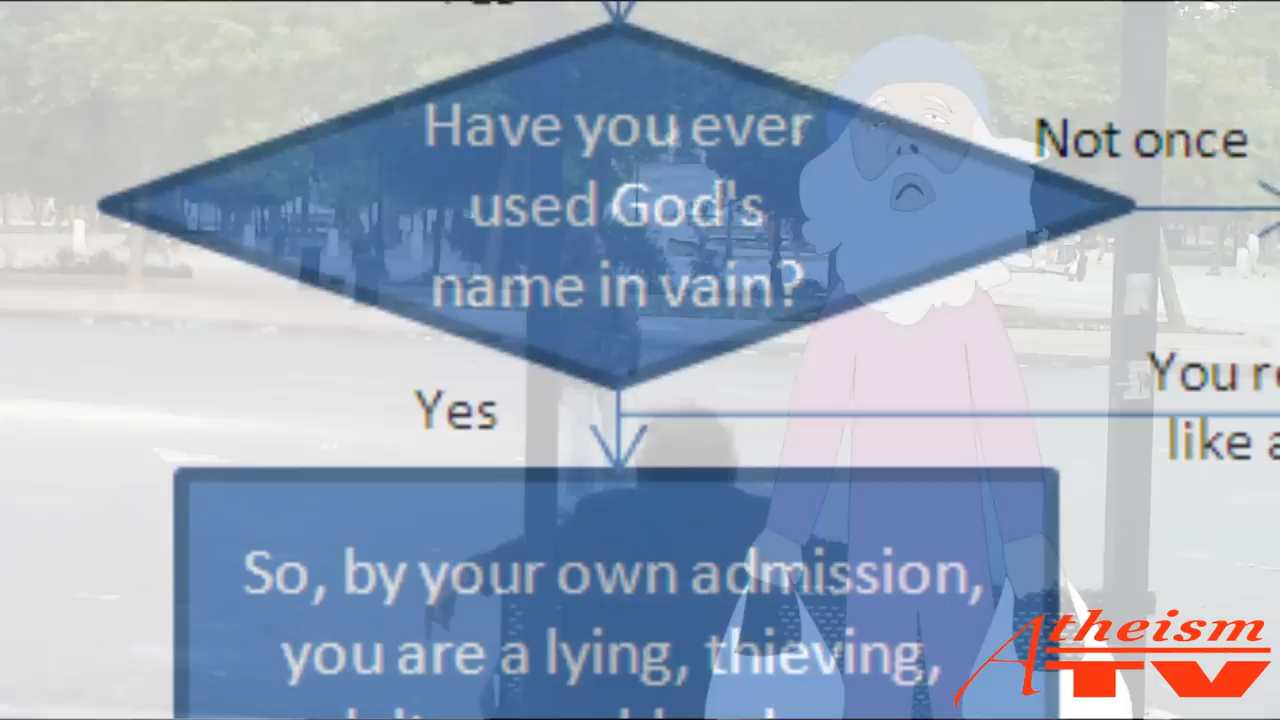 Have you ever
used God's
name in vain?
Not once
Yes
like
So, by your own admission,
you are a lying, thieving,
Atheism
TV